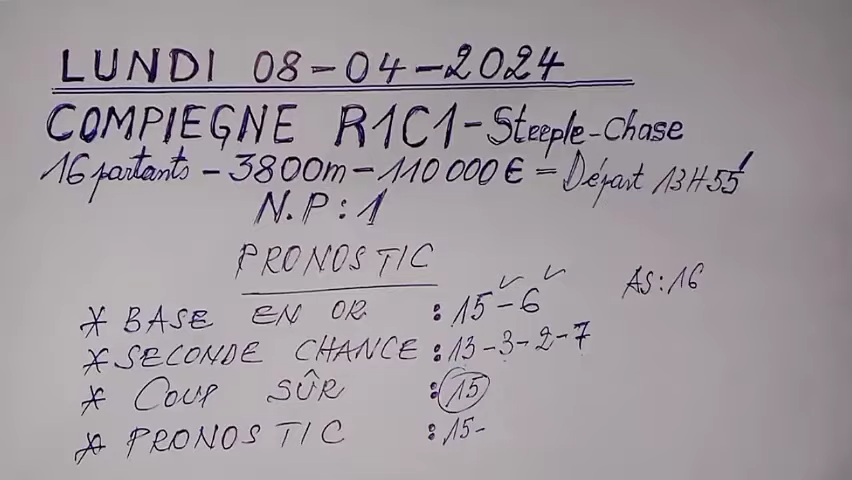 LUNDI 08-04-2024
COMPIEGNE R1C1-Steeple-Chase
16 partants - 3800m - 110 000 € = Départ 13H55'
N.P : 1
PRONOSTIC
AS : 16
* BASE EN OR : 15-6
* SECONDE CHANCE : 13-3-2-7
* COUP SÛR : 15
* PRONOSTIC : 15-